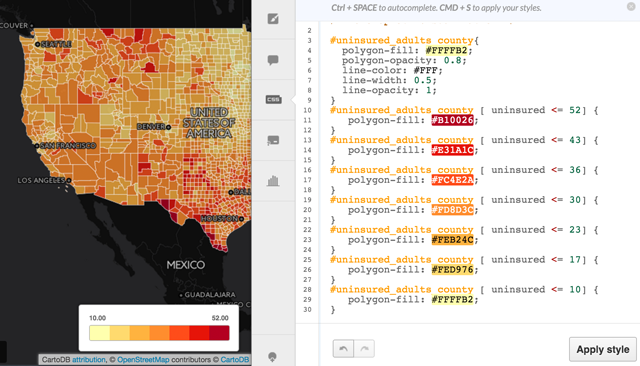 Ctrl + SPACE to autocomplete. CMD + S to apply your styles.
COUVER
SEATTLE
DENVER
UNITED
STATES OF
AMERICA
SAN FRANCISCO
LOS ANGELES
DALL
HOUSTON
MEXICO
GUADALAJARA
MEXICO C
10.00 52.00
CartoDB attribution, © OpenStreetMap contributors © CartoDB
CSS
2
3 #uninsured_adults_county{
4 polygon-fill: #FFFFB2;
5 polygon-opacity: 0.8;
6 line-color: #FFF;
7 line-width: 0.5;
8 line-opacity: 1;
9 }
10 #uninsured_adults_county [ uninsured <= 52] {
11 polygon-fill: #B10026;
12 }
13 #uninsured_adults_county [ uninsured <= 43] {
14 polygon-fill: #E31A1C;
15 }
16 #uninsured_adults_county [ uninsured <= 36] {
17 polygon-fill: #FC4E2A;
18 }
19 #uninsured_adults_county [ uninsured <= 30] {
20 polygon-fill: #FD8D3C;
21 }
22 #uninsured_adults_county [ uninsured <= 23] {
23 polygon-fill: #FEB24C;
24 }
25 #uninsured_adults_county [ uninsured <= 17] {
26 polygon-fill: #FED976;
27 }
28 #uninsured_adults_county [ uninsured <= 10] {
29 polygon-fill: #FFFFB2;
30 }
Apply style